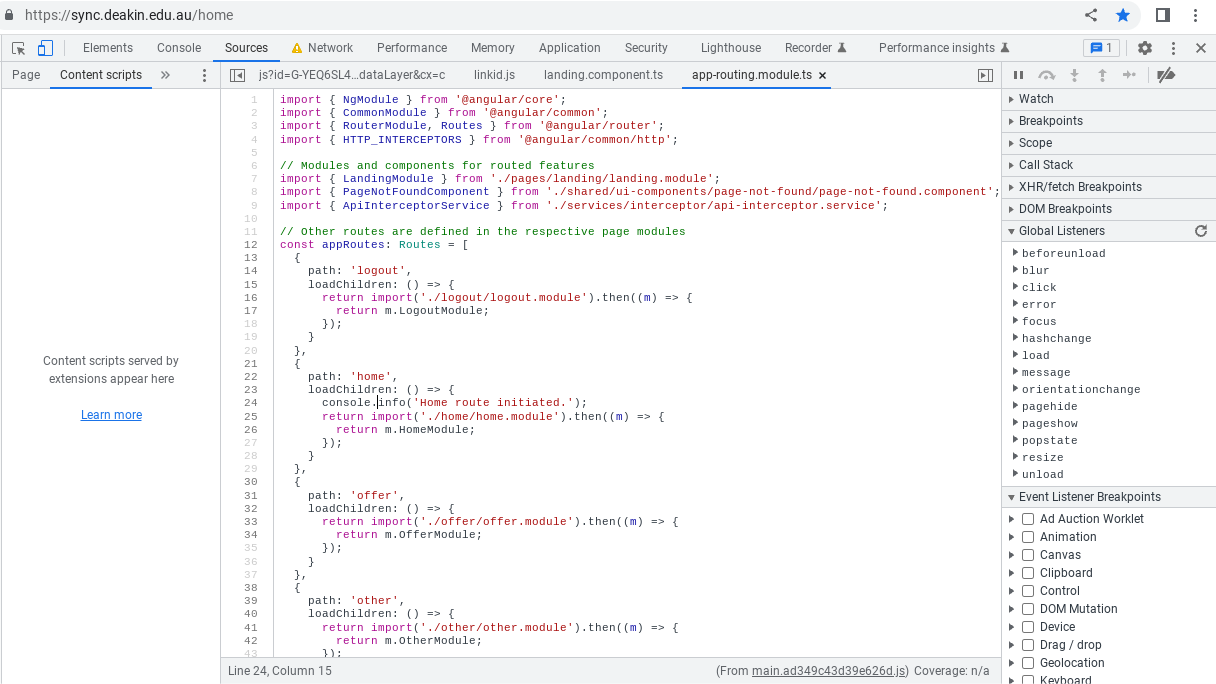 https://sync.deakin.edu.au/home
Elements Console Sources Network Performance Memory Application Security Lighthouse Recorder Performance insights 1
Page Content scripts »
js?id=G-YEQ6SL4…dataLayer&cx=c linkid.js landing.component.ts app-routing.module.ts ×
Content scripts served by
extensions appear here
Learn more
1 import { NgModule } from '@angular/core';
2 import { CommonModule } from '@angular/common';
3 import { RouterModule, Routes } from '@angular/router';
4 import { HTTP_INTERCEPTORS } from '@angular/common/http';
5
6 // Modules and components for routed features
7 import { LandingModule } from './pages/landing/landing.module';
8 import { PageNotFoundComponent } from './shared/ui-components/page-not-found/page-not-found.component';
9 import { ApiInterceptorService } from './services/interceptor/api-interceptor.service';
10
11 // Other routes are defined in the respective page modules
12 const appRoutes: Routes = [
13 {
14 path: 'logout',
15 loadChildren: () => {
16 return import('./logout/logout.module').then((m) => {
17 return m.LogoutModule;
18 });
19 }
20 },
21 {
22 path: 'home',
23 loadChildren: () => {
24 console.info('Home route initiated.');
25 return import('./home/home.module').then((m) => {
26 return m.HomeModule;
27 });
28 }
29 },
30 {
31 path: 'offer',
32 loadChildren: () => {
33 return import('./offer/offer.module').then((m) => {
34 return m.OfferModule;
35 });
36 }
37 },
38 {
39 path: 'other',
40 loadChildren: () => {
41 return import('./other/other.module').then((m) => {
42 return m.OtherModule;
43 });
Line 24, Column 15 (From main.ad349c43d39e626d.js) Coverage: n/a
Watch
Breakpoints
Scope
Call Stack
XHR/fetch Breakpoints
DOM Breakpoints
Global Listeners
beforeunload
blur
click
error
focus
hashchange
load
message
orientationchange
pagehide
pageshow
popstate
resize
unload
Event Listener Breakpoints
Ad Auction Worklet
Animation
Canvas
Clipboard
Control
DOM Mutation
Device
Drag / drop
Geolocation
Keyboard